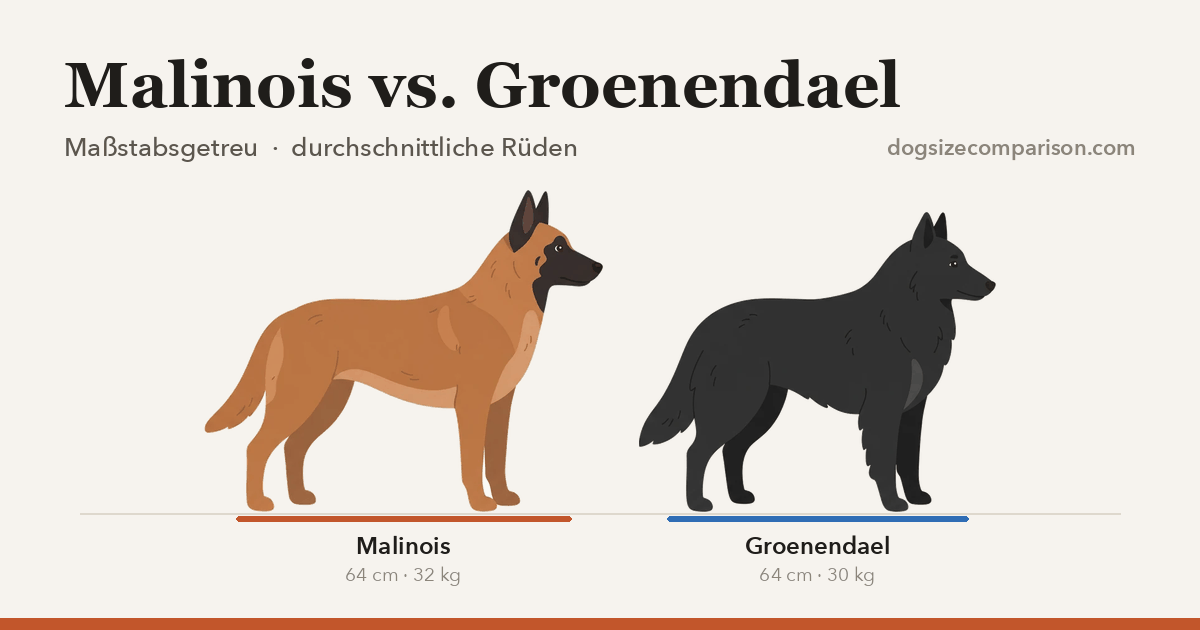 Malinois vs. Groenendael
Maßstabsgetreu · durchschnittliche Rüden
dogsizecomparison.com
Malinois
64 cm · 32 kg
Groenendael
64 cm · 30 kg